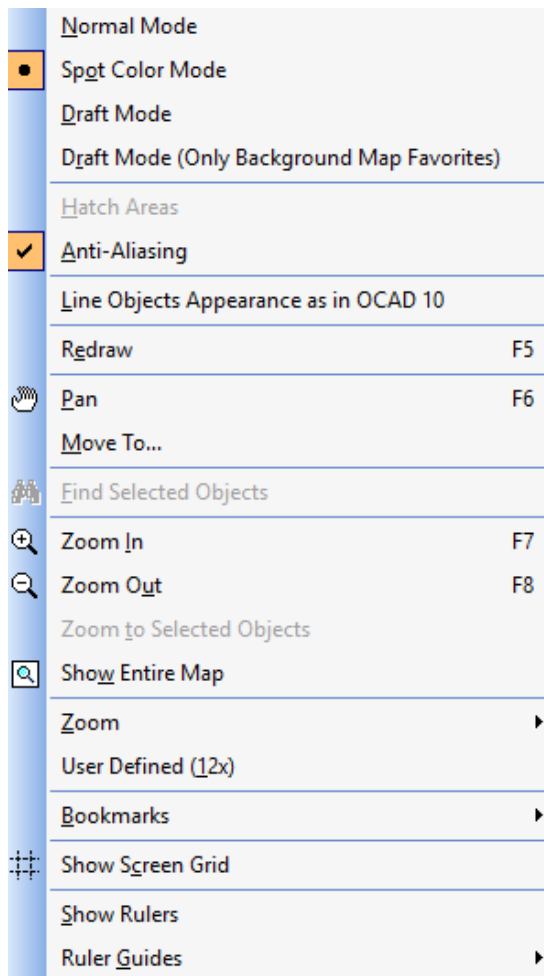 Normal Mode
Spot Color Mode
Draft Mode
Draft Mode (Only Background Map Favorites)
Hatch Areas
Anti-Aliasing
Line Objects Appearance as in OCAD 10
Redraw F5
Pan F6
Move To...
Find Selected Objects
Zoom In F7
Zoom Out F8
Zoom to Selected Objects
Show Entire Map
Zoom
User Defined (12x)
Bookmarks
Show Screen Grid
Show Rulers
Ruler Guides